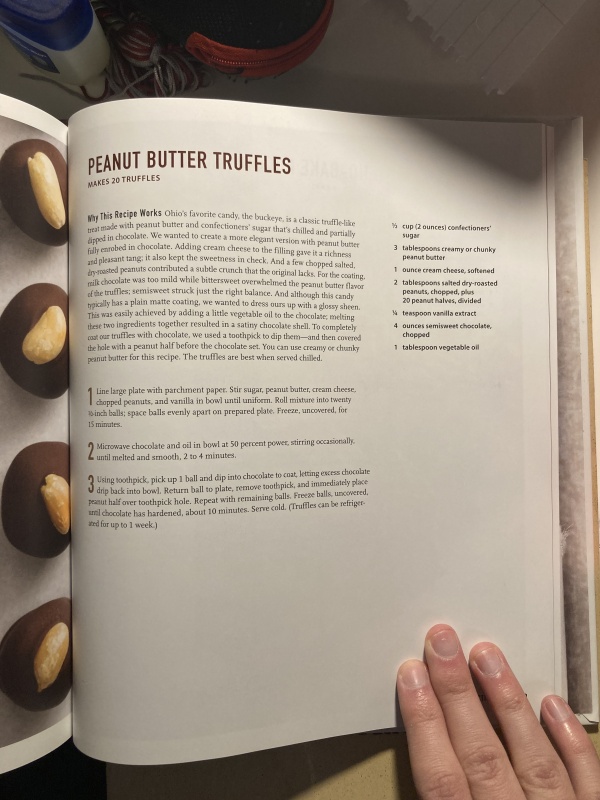 PEANUT BUTTER TRUFFLES
MAKES 20 TRUFFLES
Why This Recipe Works Ohio's favorite candy, the buckeye, is a classic truffle-like
treat made with peanut butter and confectioners' sugar that's chilled and partially
dipped in chocolate. We wanted to create a more elegant version with peanut butter
fully enrobed in chocolate. Adding cream cheese to the filling gave it a richness
and pleasant tang; it also kept the sweetness in check. And a few chopped salted,
dry-roasted peanuts contributed a subtle crunch that the original lacks. For the coating,
milk chocolate was too mild while bittersweet overwhelmed the peanut butter flavor
of the truffles; semisweet struck just the right balance. And although this candy
typically has a plain matte coating, we wanted to dress ours up with a glossy sheen.
This was easily achieved by adding a little vegetable oil to the chocolate; melting
these two ingredients together resulted in a satiny chocolate shell. To completely
coat our truffles with chocolate, we used a toothpick to dip them—and then covered
the hole with a peanut half before the chocolate set. You can use creamy or chunky
peanut butter for this recipe. The truffles are best when served chilled.
1 Line large plate with parchment paper. Stir sugar, peanut butter, cream cheese,
chopped peanuts, and vanilla in bowl until uniform. Roll mixture into twenty
¾-inch balls; space balls evenly apart on prepared plate. Freeze, uncovered, for
15 minutes.
2 Microwave chocolate and oil in bowl at 50 percent power, stirring occasionally,
until melted and smooth, 2 to 4 minutes.
3 Using toothpick, pick up 1 ball and dip into chocolate to coat, letting excess chocolate
drip back into bowl. Return ball to plate, remove toothpick, and immediately place
peanut half over toothpick hole. Repeat with remaining balls. Freeze balls, uncovered,
until chocolate has hardened, about 10 minutes. Serve cold. (Truffles can be refriger-
ated for up to 1 week.)
½ cup (2 ounces) confectioners'
sugar
3 tablespoons creamy or chunky
peanut butter
1 ounce cream cheese, softened
2 tablespoons salted dry-roasted
peanuts, chopped, plus
20 peanut halves, divided
¼ teaspoon vanilla extract
4 ounces semisweet chocolate,
chopped
1 tablespoon vegetable oil